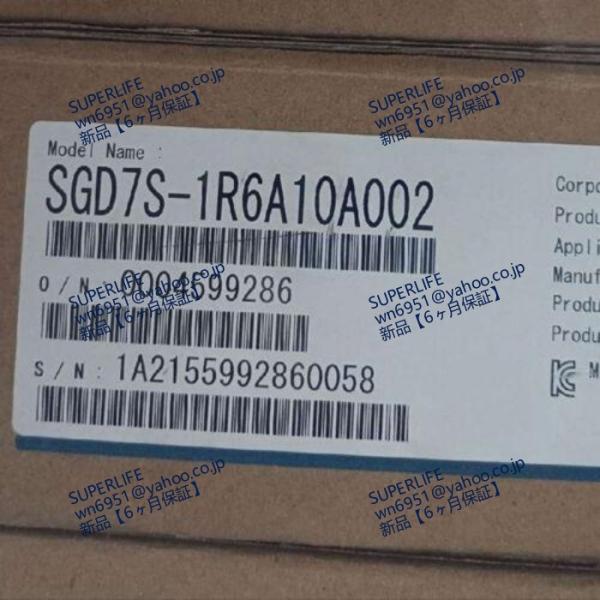 SUPERLIFE
wn6951@yahoo.co.jp
新品【6ヶ月保証】
SUPERLIFE
wn6951@yahoo.co.jp
新品【6ヶ月保証】
Model Name :
SGD7S-1R6A10A002
O / N 0004699286
S / N : 1A2155992860058
Corpo
Produ
Appli
Manuf
Produ
Produ
M
SUPERLIFE
wn6951@yahoo.co.jp
新品【6ヶ月保証】
SUPERLIFE
wn6951@yahoo.co.jp
新品【6ヶ月保証】
SUPERLIFE
wn6951@yahoo.co.jp
新品【6ヶ月保証】
SUPERLIFE
wn6951@yahoo.co.jp
新品【6ヶ月保証】